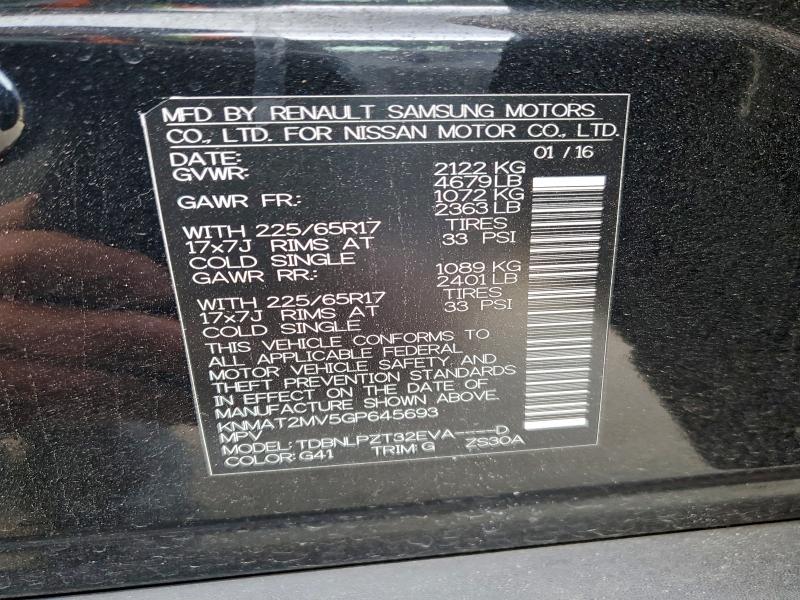 MFD BY RENAULT SAMSUNG MOTORS
CO., LTD. FOR NISSAN MOTOR CO., LTD.
DATE: 01 / 16
GVWR: 2122 KG
4679 LB
GAWR FR: 1072 KG
2363 LB
WITH 225/65R17 TIRES
17x7J RIMS AT 33 PSI
COLD SINGLE
GAWR RR: 1089 KG
2401 LB
WITH 225/65R17 TIRES
17x7J RIMS AT 33 PSI
COLD SINGLE
THIS VEHICLE CONFORMS TO
ALL APPLICABLE FEDERAL
MOTOR VEHICLE SAFETY, AND
THEFT PREVENTION STANDARDS
IN EFFECT ON THE DATE OF
MANUFACTURE SHOWN ABOVE.
KNMAT2MV5GP645693
MPV
MODEL: TDBNLPZT32EVA-----D
COLOR: G41 TRIM: G ZS30A